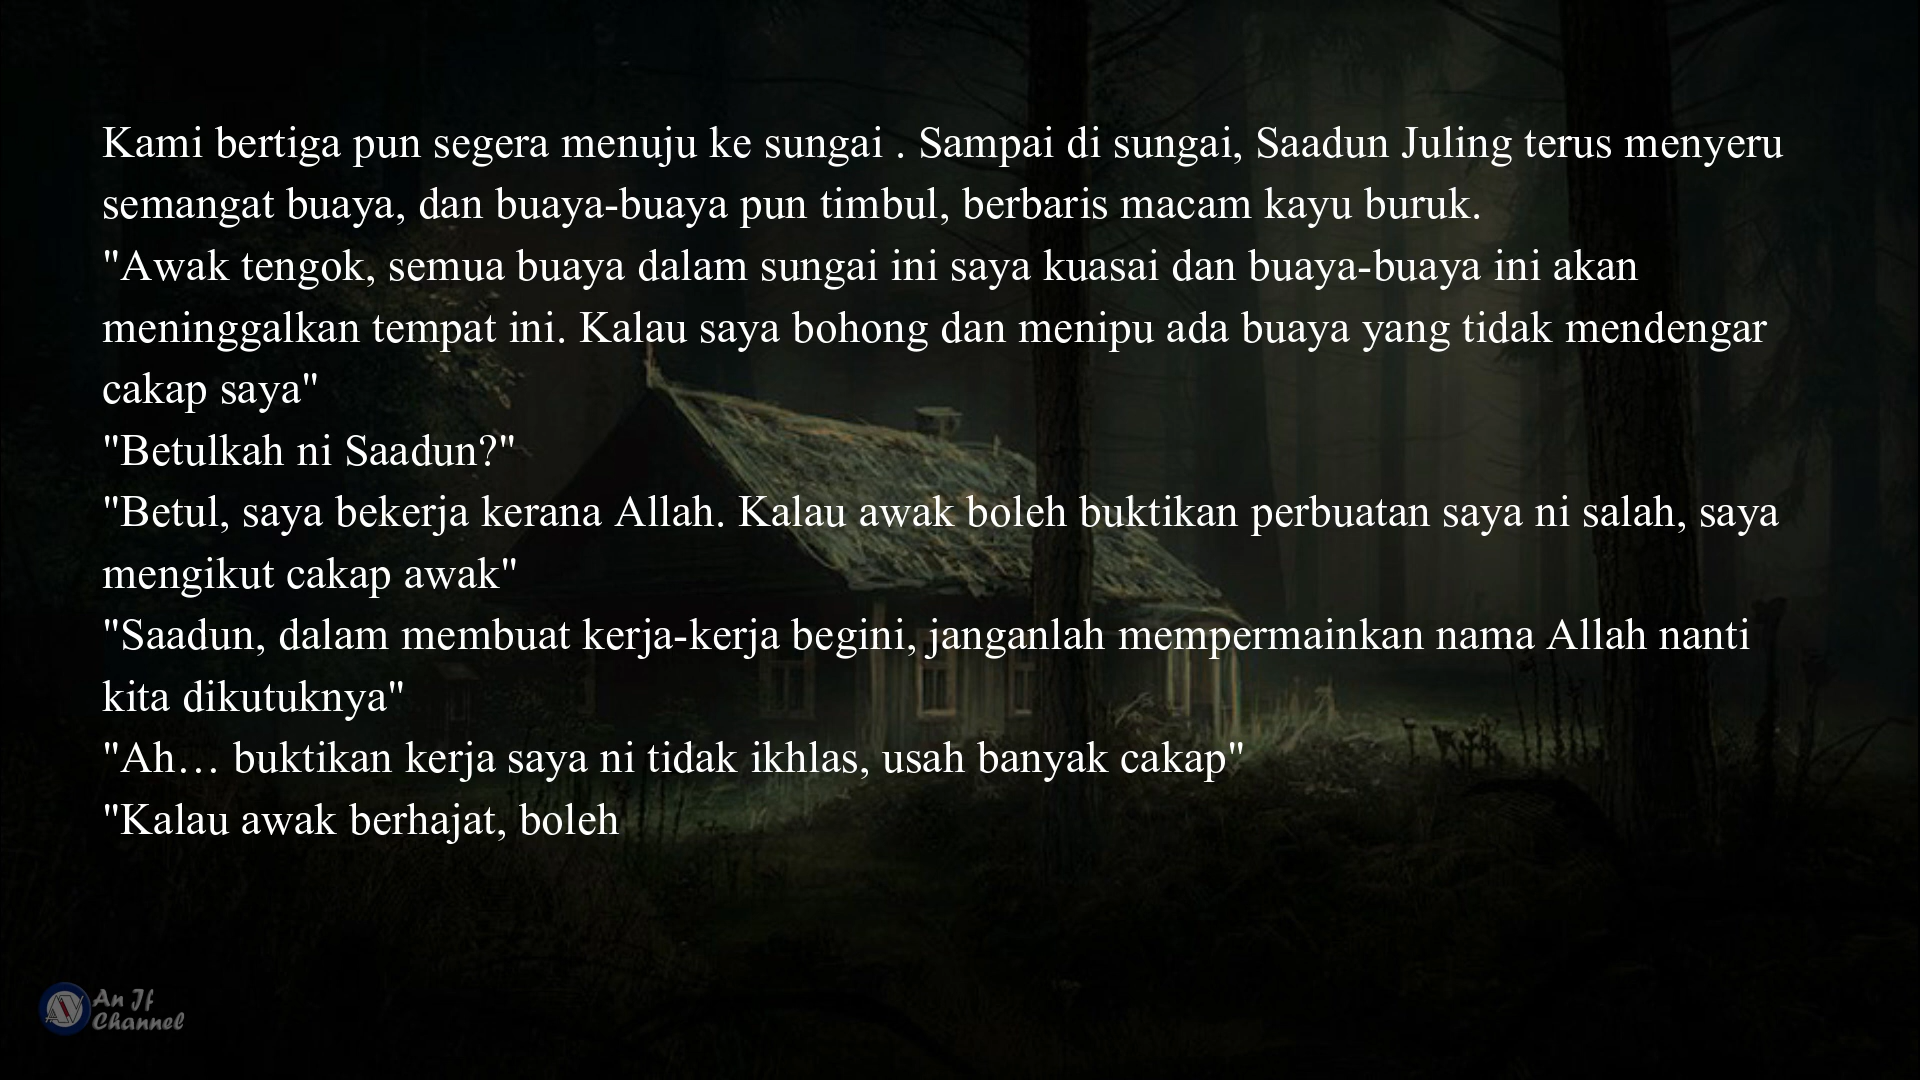 Kami bertiga pun segera menuju ke sungai . Sampai di sungai, Saadun Juling terus menyeru
semangat buaya, dan buaya-buaya pun timbul, berbaris macam kayu buruk.
"Awak tengok, semua buaya dalam sungai ini saya kuasai dan buaya-buaya ini akan
meninggalkan tempat ini. Kalau saya bohong dan menipu ada buaya yang tidak mendengar
cakap saya"
"Betulkah ni Saadun?"
"Betul, saya bekerja kerana Allah. Kalau awak boleh buktikan perbuatan saya ni salah, saya
mengikut cakap awak"
"Saadun, dalam membuat kerja-kerja begini, janganlah mempermainkan nama Allah nanti
kita dikutuknya"
"Ah… buktikan kerja saya ni tidak ikhlas, usah banyak cakap"
"Kalau awak berhajat, boleh
An If
Channel